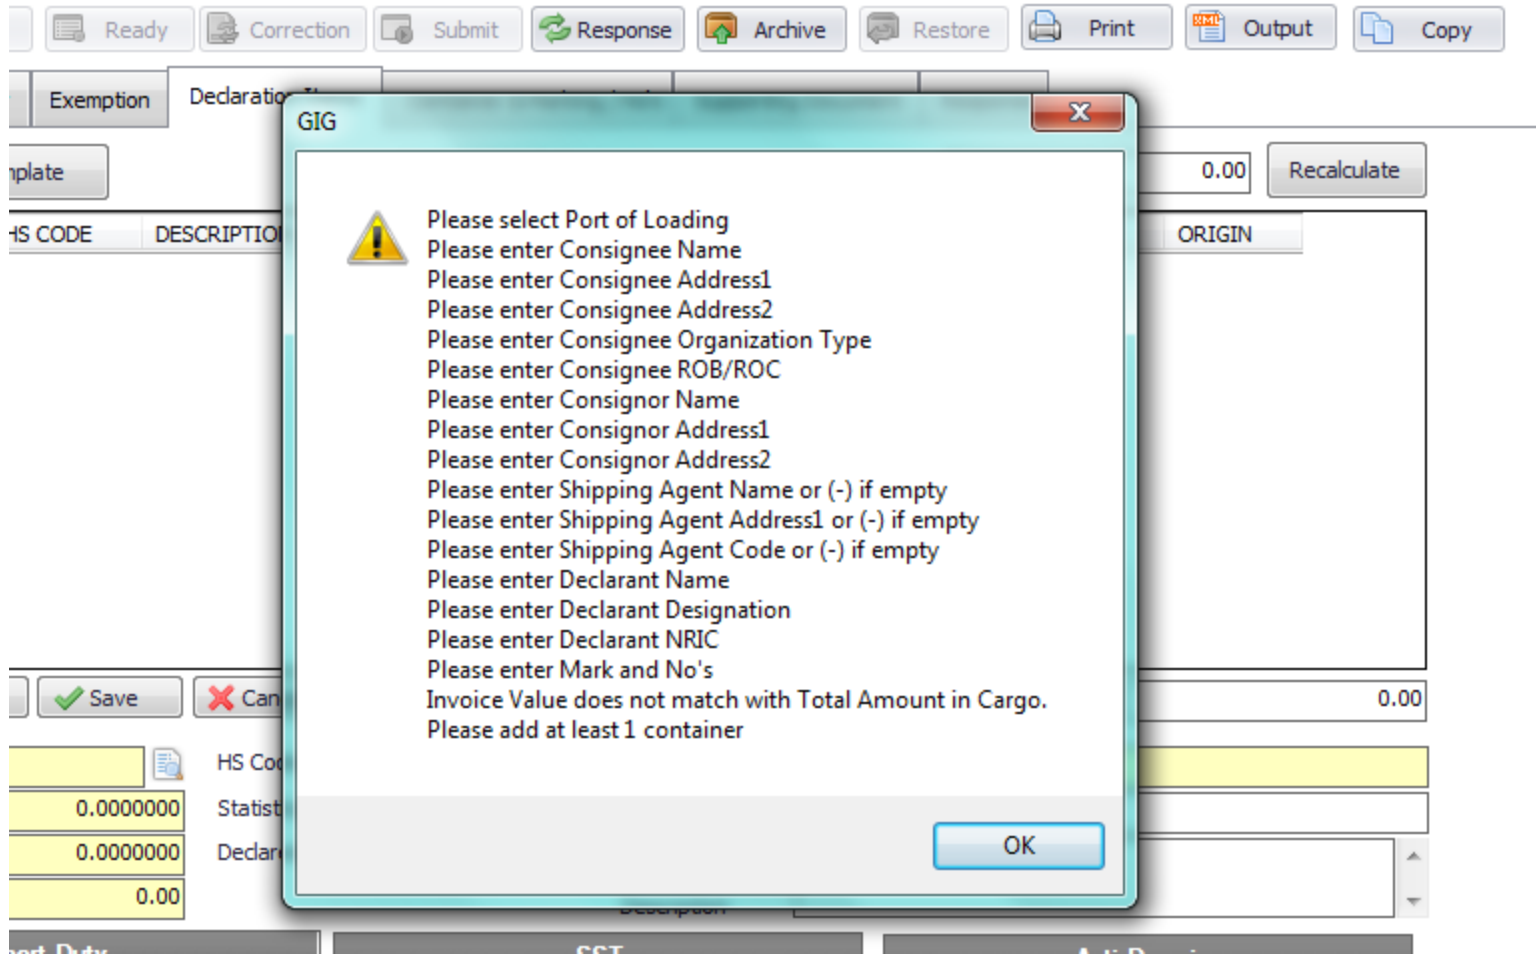 Ready Correction Submit Response Archive Restore Print Output Copy
Exemption
GIG
0.00 Recalculate
HS CODE ORIGIN
Please select Port of Loading
Please enter Consignee Name
Please enter Consignee Address1
Please enter Consignee Address2
Please enter Consignee Organization Type
Please enter Consignee ROB/ROC
Please enter Consignor Name
Please enter Consignor Address1
Please enter Consignor Address2
Please enter Shipping Agent Name or (-) if empty
Please enter Shipping Agent Address1 or (-) if empty
Please enter Shipping Agent Code or (-) if empty
Please enter Declarant Name
Please enter Declarant Designation
Please enter Declarant NRIC
Please enter Mark and No's
Invoice Value does not match with Total Amount in Cargo.
Please add at least 1 container
Save 0.00
HS
0.0000000
0.0000000
OK
0.00
Description
SST